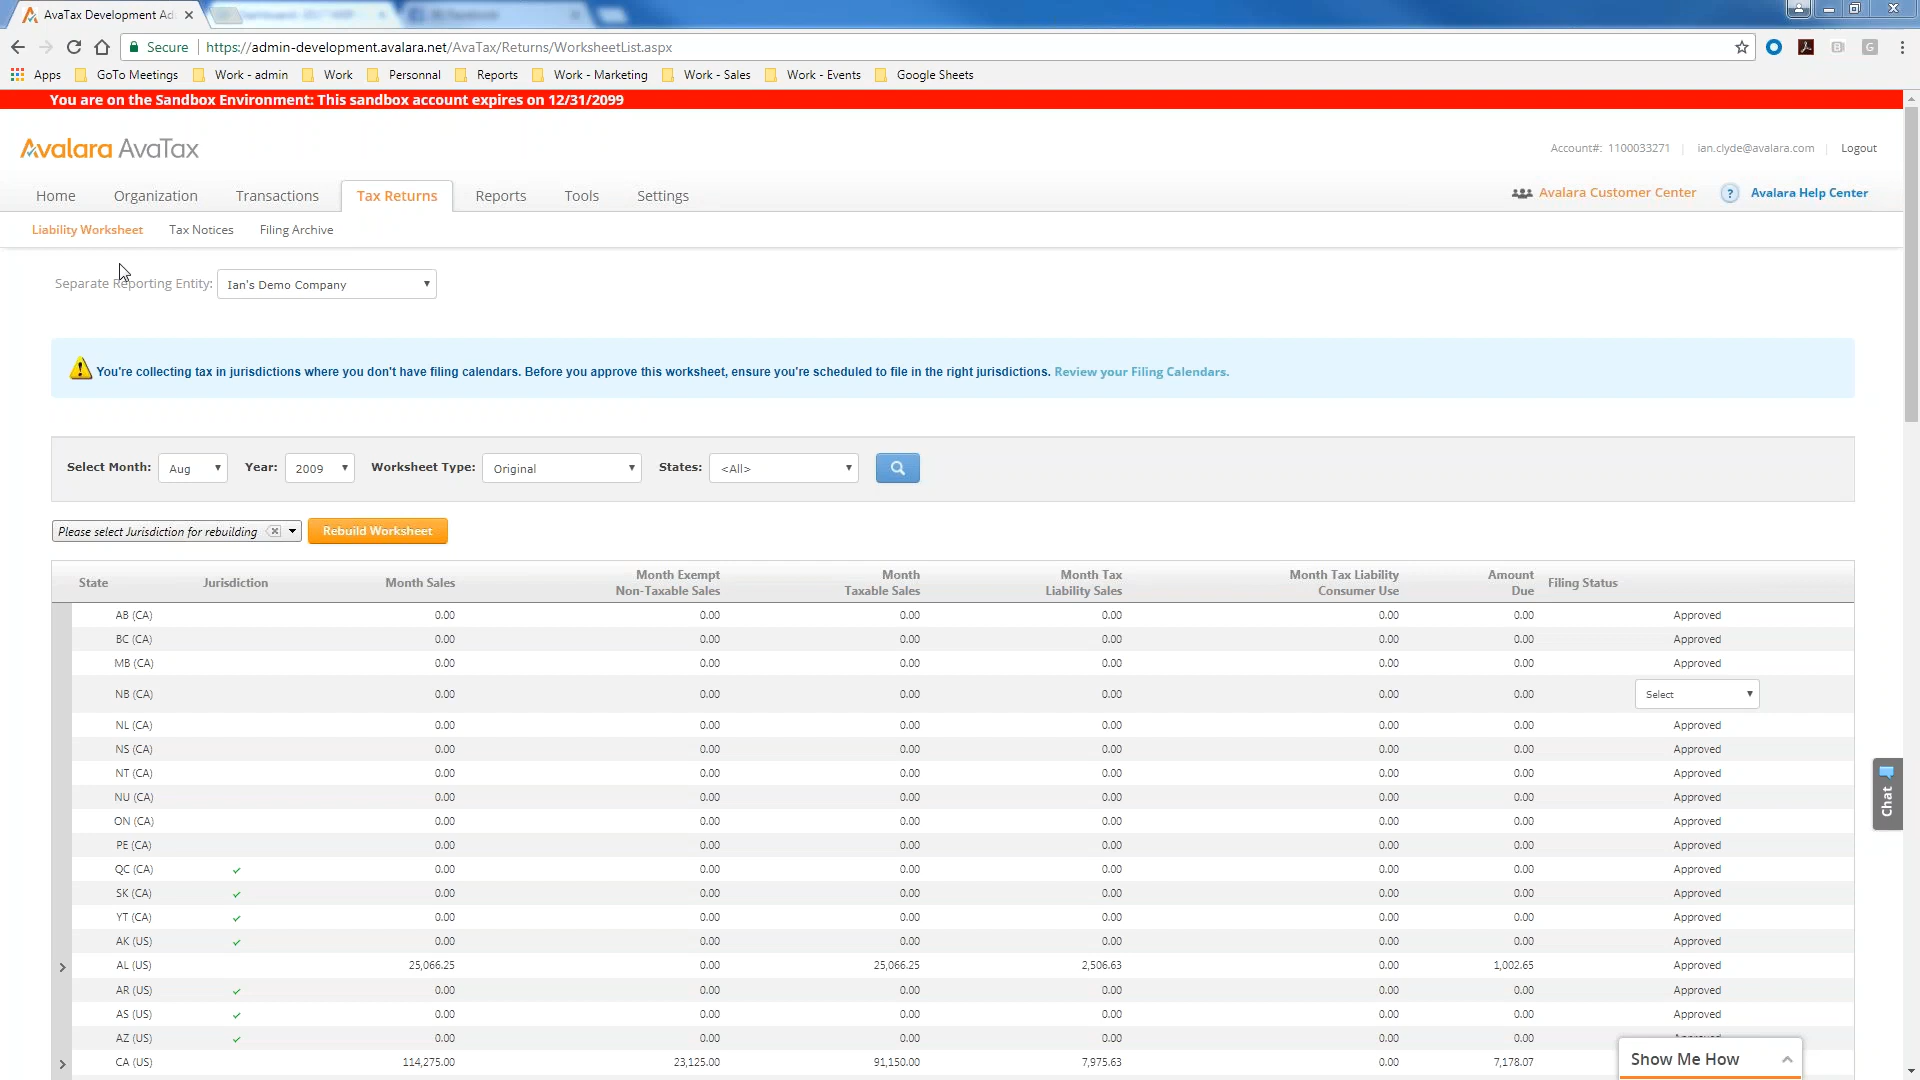 AvaTax Development Ad
Secure https://admin-development.avalara.net/AvaTax/Returns/WorksheetList.aspx
Apps GoTo Meetings Work - admin Work Personnal Reports Work - Marketing Work - Sales Work - Events Google Sheets
You are on the Sandbox Environment: This sandbox account expires on 12/31/2099
Avalara AvaTax
Account#: 1100033271 ian.clyde@avalara.com Logout
Home Organization Transactions Tax Returns Reports Tools Settings
Avalara Customer Center ? Avalara Help Center
Liability Worksheet Tax Notices Filing Archive
Separate Reporting Entity: Ian's Demo Company
You're collecting tax in jurisdictions where you don't have filing calendars. Before you approve this worksheet, ensure you're scheduled to file in the right jurisdictions. Review your Filing Calendars.
Select Month: Aug Year: 2009 Worksheet Type: Original States: <All>
Please select Jurisdiction for rebuilding Rebuild Worksheet
State Jurisdiction Month Sales Month Exempt Non-Taxable Sales Month Taxable Sales Month Tax Liability Sales Month Tax Liability Consumer Use Amount Due Filing Status
AB (CA) 0.00 0.00 0.00 0.00 0.00 0.00 Approved
BC (CA) 0.00 0.00 0.00 0.00 0.00 0.00 Approved
MB (CA) 0.00 0.00 0.00 0.00 0.00 0.00 Approved
NB (CA) 0.00 0.00 0.00 0.00 0.00 0.00 Select
NL (CA) 0.00 0.00 0.00 0.00 0.00 0.00 Approved
NS (CA) 0.00 0.00 0.00 0.00 0.00 0.00 Approved
NT (CA) 0.00 0.00 0.00 0.00 0.00 0.00 Approved
NU (CA) 0.00 0.00 0.00 0.00 0.00 0.00 Approved
ON (CA) 0.00 0.00 0.00 0.00 0.00 0.00 Approved
PE (CA) 0.00 0.00 0.00 0.00 0.00 0.00 Approved
QC (CA) ✓ 0.00 0.00 0.00 0.00 0.00 0.00 Approved
SK (CA) ✓ 0.00 0.00 0.00 0.00 0.00 0.00 Approved
YT (CA) ✓ 0.00 0.00 0.00 0.00 0.00 0.00 Approved
AK (US) ✓ 0.00 0.00 0.00 0.00 0.00 0.00 Approved
AL (US) 25,066.25 0.00 25,066.25 2,506.63 0.00 1,002.65 Approved
AR (US) ✓ 0.00 0.00 0.00 0.00 0.00 0.00 Approved
AS (US) ✓ 0.00 0.00 0.00 0.00 0.00 0.00 Approved
AZ (US) ✓ 0.00 0.00 0.00 0.00 0.00 0.00
CA (US) 114,275.00 23,125.00 91,150.00 7,975.63 0.00 7,178.07
Chat
Show Me How